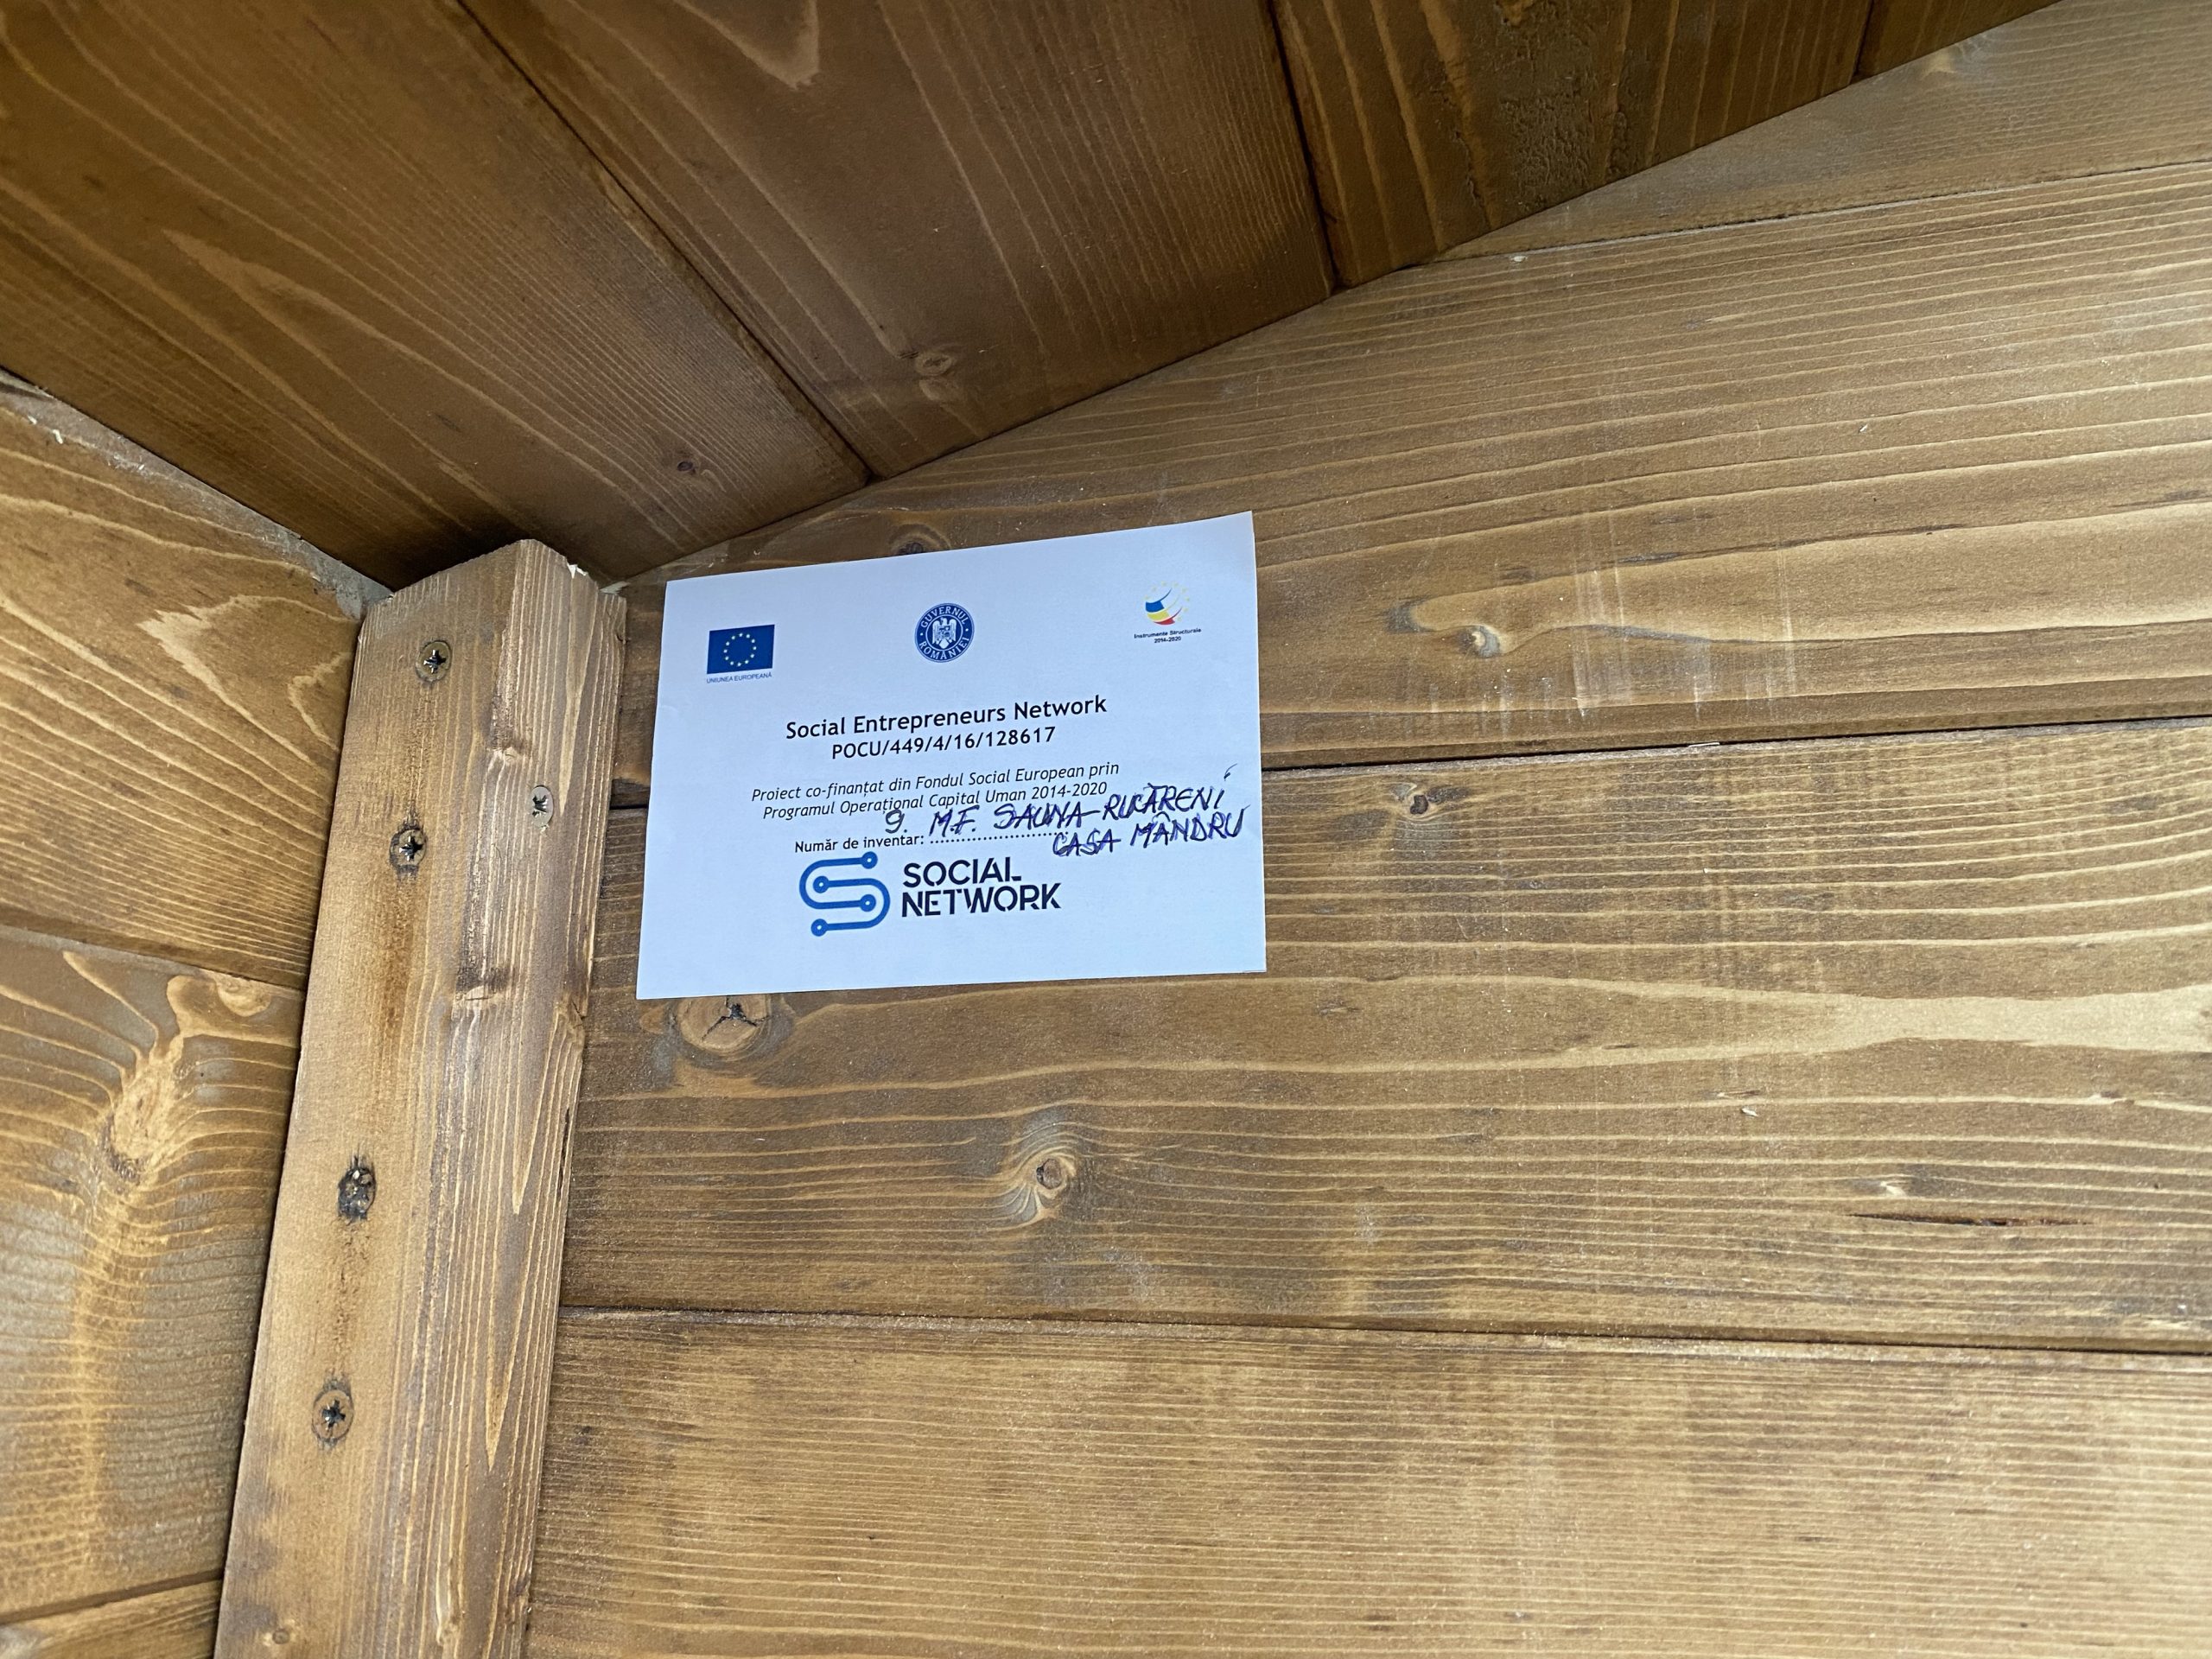 UNIUNEA EUROPEANĂ
GUVERNUL ROMÂNIEI
Instrumente Structurale
2014-2020
Social Entrepreneurs Network
POCU/449/4/16/128617
Proiect co-finanțat din Fondul Social European prin
Programul Operațional Capital Uman 2014-2020
9. M.F. SAUNA-RUCĂRENI
Număr de inventar: ........................ CASA MÂNDRU
SOCIAL
NETWORK